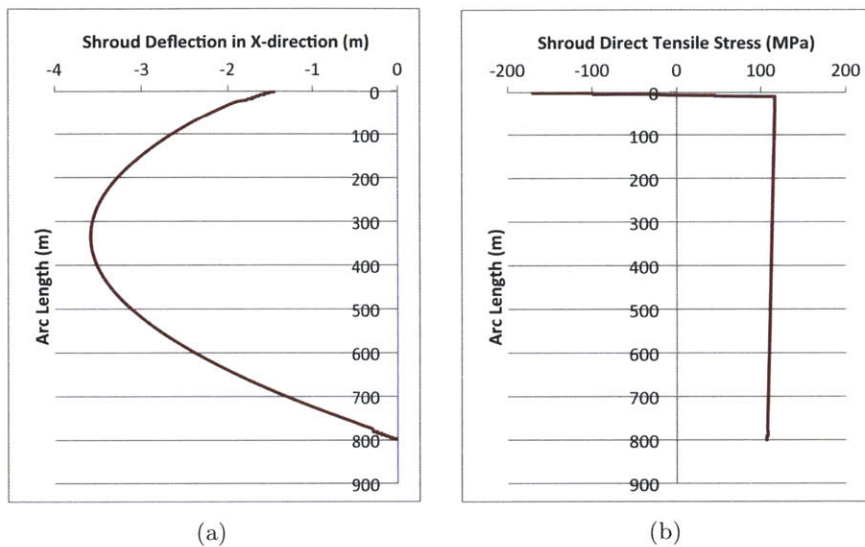 Shroud Deflection in X-direction (m)
-4 -3 -2 -1 0
0
100
200
300
400
500
600
700
800
900
Arc Length (m)
(a)
Shroud Direct Tensile Stress (MPa)
-200 -100 0 100 200
0
100
200
300
400
500
600
700
800
900
Arc Length (m)
(b)